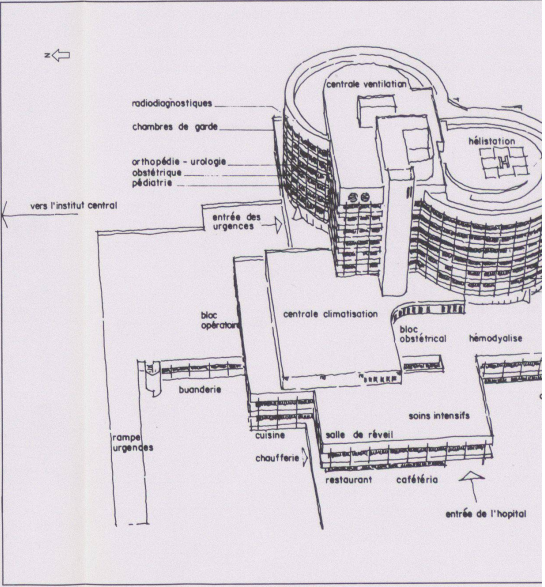 N
centrale ventilation
radiodiagnostiques
chambres de garde
hélistation
H
orthopédie - urologie
obstétrique
pédiatrie
vers l'institut central
entrée des
urgences
bloc
opératoire
centrale climatisation
bloc
obstétrical
hémodyalise
buanderie
soins intensifs
rampe
urgendes
cuisine
salle de réveil
chaufferie
restaurant
cafétéria
entrée de l'hopital